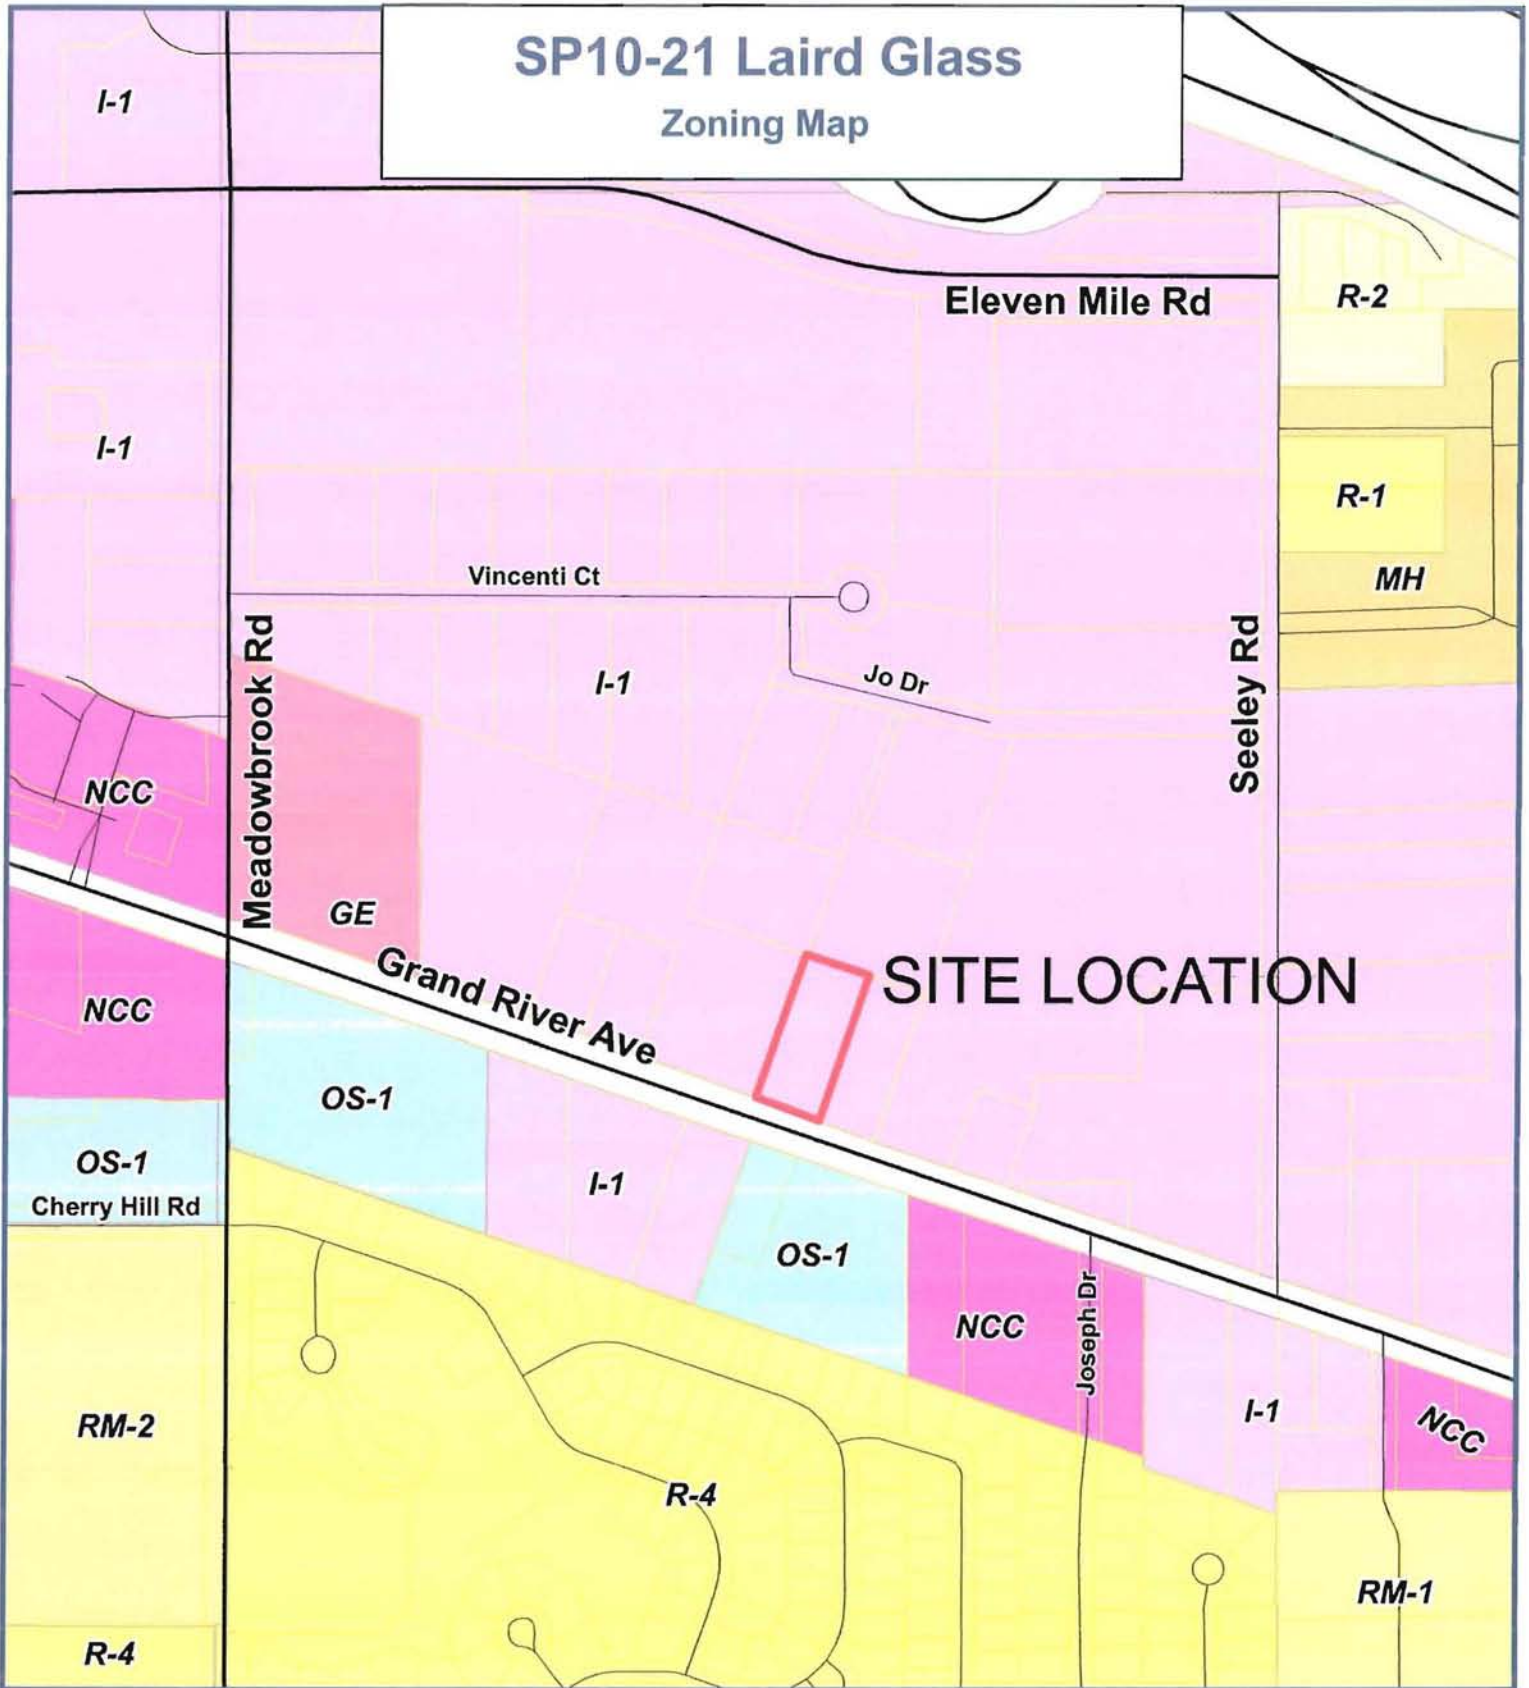 SP10-21 Laird Glass
Zoning Map
I-1
Eleven Mile Rd
R-2
I-1
R-1
Vincenti Ct
MH
Meadowbrook Rd
I-1
Jo Dr
Seeley Rd
NCC
GE
Grand River Ave
SITE LOCATION
NCC
OS-1
OS-1
I-1
Cherry Hill Rd
OS-1
NCC
Joseph Dr
I-1
NCC
RM-2
R-4
RM-1
R-4